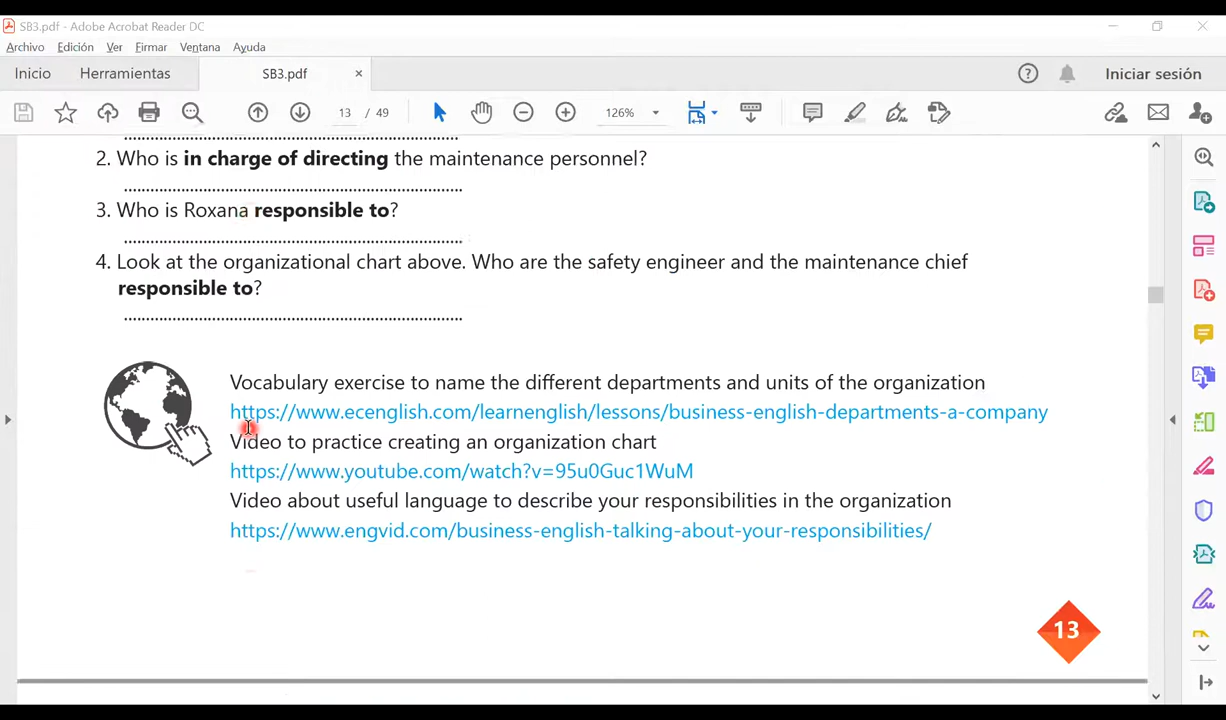 SB3.pdf - Adobe Acrobat Reader DC
Archivo Edición Ver Firmar Ventana Ayuda
Inicio Herramientas SB3.pdf × Iniciar sesión
13 / 49 126%
2. Who is in charge of directing the maintenance personnel?
3. Who is Roxana responsible to?
4. Look at the organizational chart above. Who are the safety engineer and the maintenance chief
responsible to?
Vocabulary exercise to name the different departments and units of the organization
https://www.ecenglish.com/learnenglish/lessons/business-english-departments-a-company
Video to practice creating an organization chart
https://www.youtube.com/watch?v=95u0Guc1WuM
Video about useful language to describe your responsibilities in the organization
https://www.engvid.com/business-english-talking-about-your-responsibilities/
13